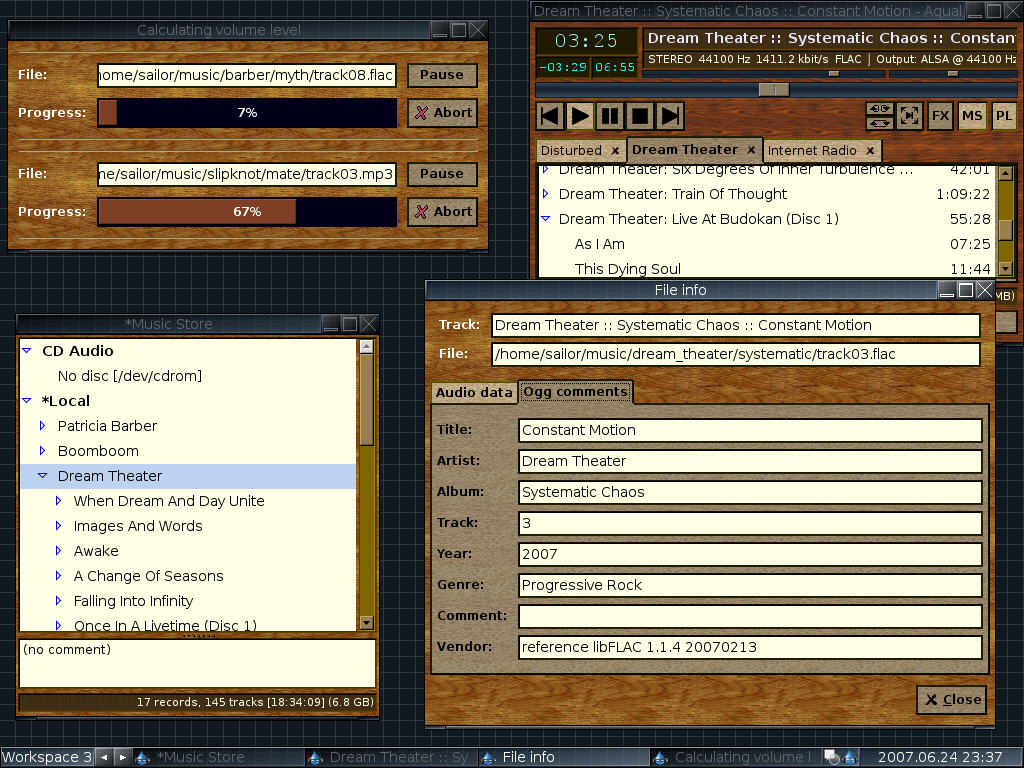 Calculating volume level
File: home/sailor/music/barber/myth/track08.flac Pause
Progress: 7% Abort
File: ne/sailor/music/slipknot/mate/track03.mp3 Pause
Progress: 67% Abort
Dream Theater :: Systematic Chaos :: Constant Motion - Aqual
03:25
-03:29 06:55
Dream Theater :: Systematic Chaos :: Constan
STEREO 44100 Hz 1411.2 kbit/s FLAC | Output: ALSA @ 44100 Hz
FX MS PL
Disturbed x Dream Theater x Internet Radio x
Dream Theater: Six Degrees Of Inner Turbulence ... 42:01
Dream Theater: Train Of Thought 1:09:22
Dream Theater: Live At Budokan (Disc 1) 55:28
As I Am 07:25
This Dying Soul 11:44
MB)
*Music Store
CD Audio
No disc [/dev/cdrom]
*Local
Patricia Barber
Boomboom
Dream Theater
When Dream And Day Unite
Images And Words
Awake
A Change Of Seasons
Falling Into Infinity
Once In A Livetime (Disc 1)
(no comment)
17 records, 145 tracks [18:34:09] (6.8 GB)
File info
Track: Dream Theater :: Systematic Chaos :: Constant Motion
File: /home/sailor/music/dream_theater/systematic/track03.flac
Audio data Ogg comments
Title: Constant Motion
Artist: Dream Theater
Album: Systematic Chaos
Track: 3
Year: 2007
Genre: Progressive Rock
Comment:
Vendor: reference libFLAC 1.1.4 20070213
Close
Workspace 3 *Music Store Dream Theater :: Sy File info Calculating volume l 2007.06.24 23:37